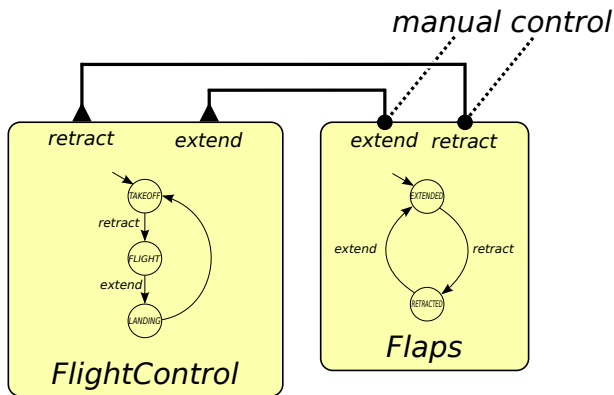 manual control
retract
extend
extend
retract
TAKEOFF
retract
FLIGHT
extend
LANDING
FlightControl
EXTENDED
extend
retract
RETRACTED
Flaps